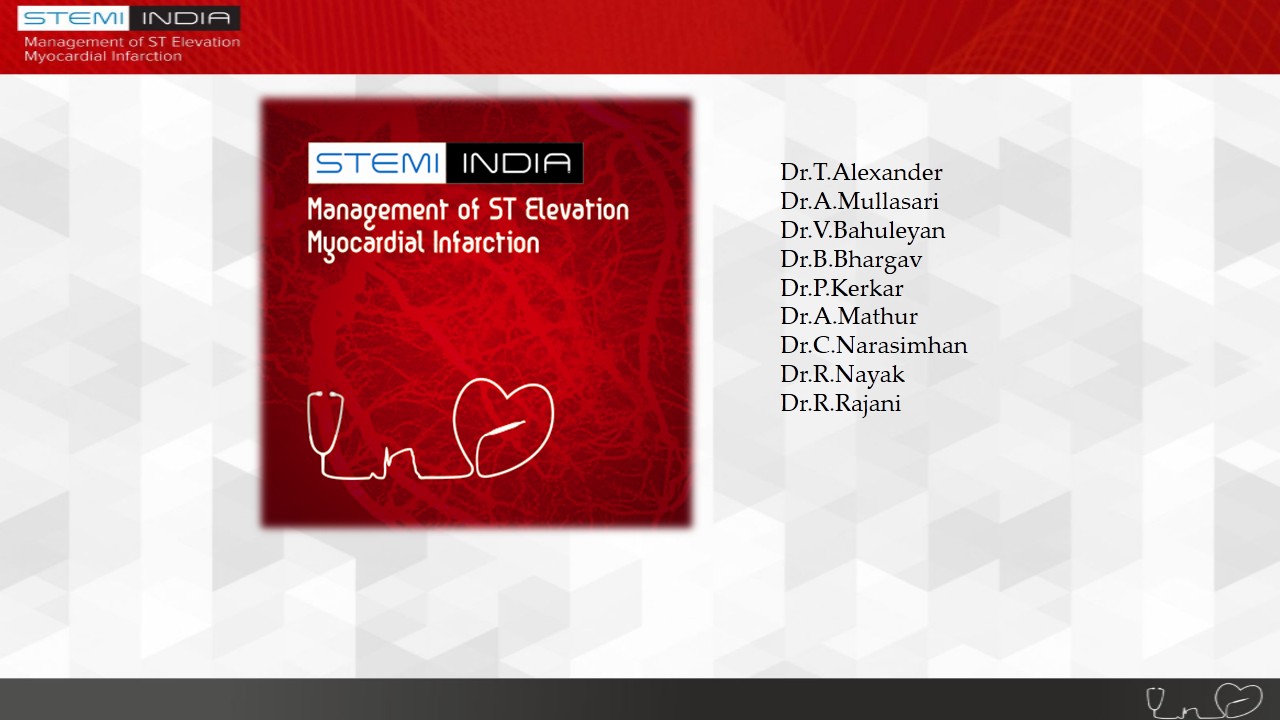 STEMI INDIA
Management of ST Elevation
Myocardial Infarction
STEMI INDIA
Management of ST Elevation
Myocardial Infarction
Dr.T.Alexander
Dr.A.Mullasari
Dr.V.Bahuleyan
Dr.B.Bhargav
Dr.P.Kerkar
Dr.A.Mathur
Dr.C.Narasimhan
Dr.R.Nayak
Dr.R.Rajani